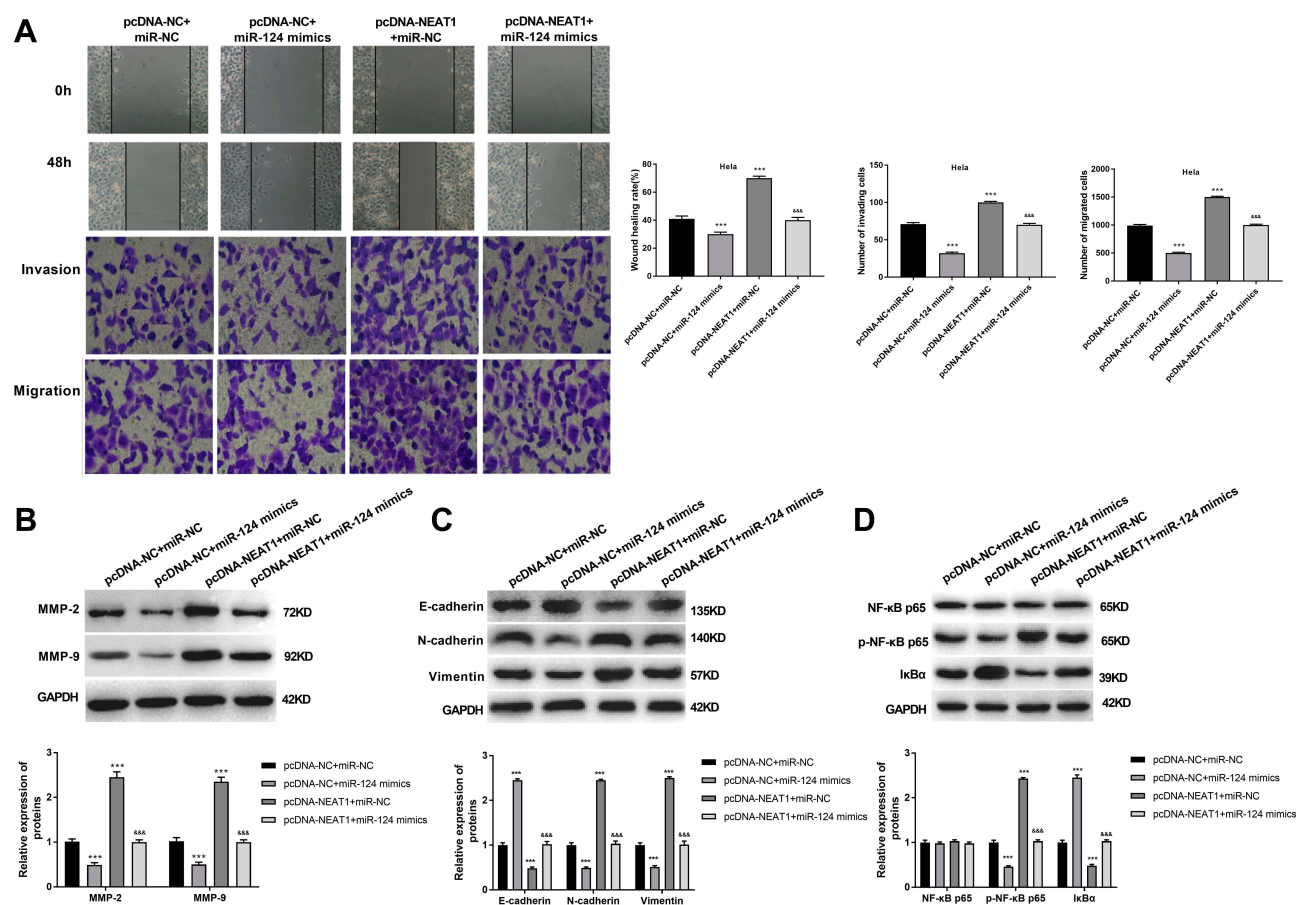 A
pcDNA-NC+
miR-NC
pcDNA-NC+
miR-124 mimics
pcDNA-NEAT1
+miR-NC
pcDNA-NEAT1+
miR-124 mimics
0h
48h
Invasion
Migration
Wound healing rate(%)
80
60
40
20
0
Hela
***
***
&&&
pcDNA-NC+miR-NC
pcDNA-NC+miR-124 mimics
pcDNA-NEAT1+miR-NC
pcDNA-NEAT1+miR-124 mimics
Number of invading cells
150
100
50
0
Hela
***
***
&&&
pcDNA-NC+miR-NC
pcDNA-NC+miR-124 mimics
pcDNA-NEAT1+miR-NC
pcDNA-NEAT1+miR-124 mimics
Number of migrated cells
2000
1500
1000
500
0
Hela
***
***
&&&
pcDNA-NC+miR-NC
pcDNA-NC+miR-124 mimics
pcDNA-NEAT1+miR-NC
pcDNA-NEAT1+miR-124 mimics
B
pcDNA-NC+miR-NC
pcDNA-NC+miR-124 mimics
pcDNA-NEAT1+miR-NC
pcDNA-NEAT1+miR-124 mimics
MMP-2
72KD
MMP-9
92KD
GAPDH
42KD
Relative expression of
proteins
3
2
1
0
***
***
&&&
***
***
&&&
MMP-2
MMP-9
pcDNA-NC+miR-NC
pcDNA-NC+miR-124 mimics
pcDNA-NEAT1+miR-NC
pcDNA-NEAT1+miR-124 mimics
C
pcDNA-NC+miR-NC
pcDNA-NC+miR-124 mimics
pcDNA-NEAT1+miR-NC
pcDNA-NEAT1+miR-124 mimics
E-cadherin
135KD
N-cadherin
140KD
Vimentin
57KD
GAPDH
42KD
Relative expression of
proteins
3
2
1
0
***
***
&&&
***
***
&&&
***
***
&&&
E-cadherin
N-cadherin
Vimentin
pcDNA-NC+miR-NC
pcDNA-NC+miR-124 mimics
pcDNA-NEAT1+miR-NC
pcDNA-NEAT1+miR-124 mimics
D
pcDNA-NC+miR-NC
pcDNA-NC+miR-124 mimics
pcDNA-NEAT1+miR-NC
pcDNA-NEAT1+miR-124 mimics
NF-κB p65
65KD
p-NF-κB p65
65KD
IκBα
39KD
GAPDH
42KD
Relative expression of
proteins
3
2
1
0
***
***
&&&
***
***
&&&
NF-κB p65
p-NF-κB p65
IκBα
pcDNA-NC+miR-NC
pcDNA-NC+miR-124 mimics
pcDNA-NEAT1+miR-NC
pcDNA-NEAT1+miR-124 mimics